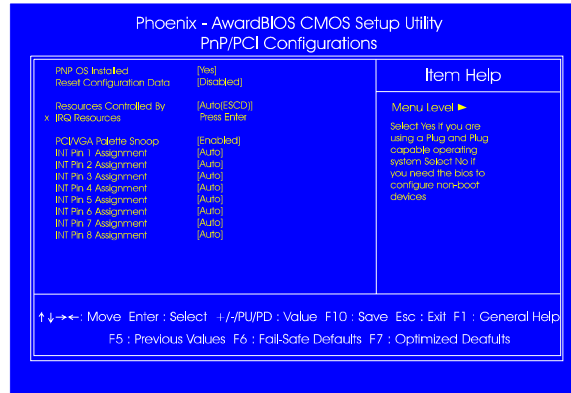 Phoenix - AwardBIOS CMOS Setup Utility
PnP/PCI Configurations
PNP OS Installed [Yes]
Reset Configuration Data [Disabled]
Resources Controlled By [Auto(ESCD)]
x IRQ Resources Press Enter
PCI/VGA Palette Snoop [Enabled]
INT Pin 1 Assignment [Auto]
INT Pin 2 Assignment [Auto]
INT Pin 3 Assignment [Auto]
INT Pin 4 Assignment [Auto]
INT Pin 5 Assignment [Auto]
INT Pin 6 Assignment [Auto]
INT Pin 7 Assignment [Auto]
INT Pin 8 Assignment [Auto]
Item Help
Menu Level ►
Select Yes if you are
using a Plug and Plug
capable operating
system Select No if
you need the bios to
configure non-boot
devices
↑↓→←: Move Enter : Select +/-/PU/PD : Value F10 : Save Esc : Exit F1 : General Help
F5 : Previous Values F6 : Fail-Safe Defaults F7 : Optimized Deafults